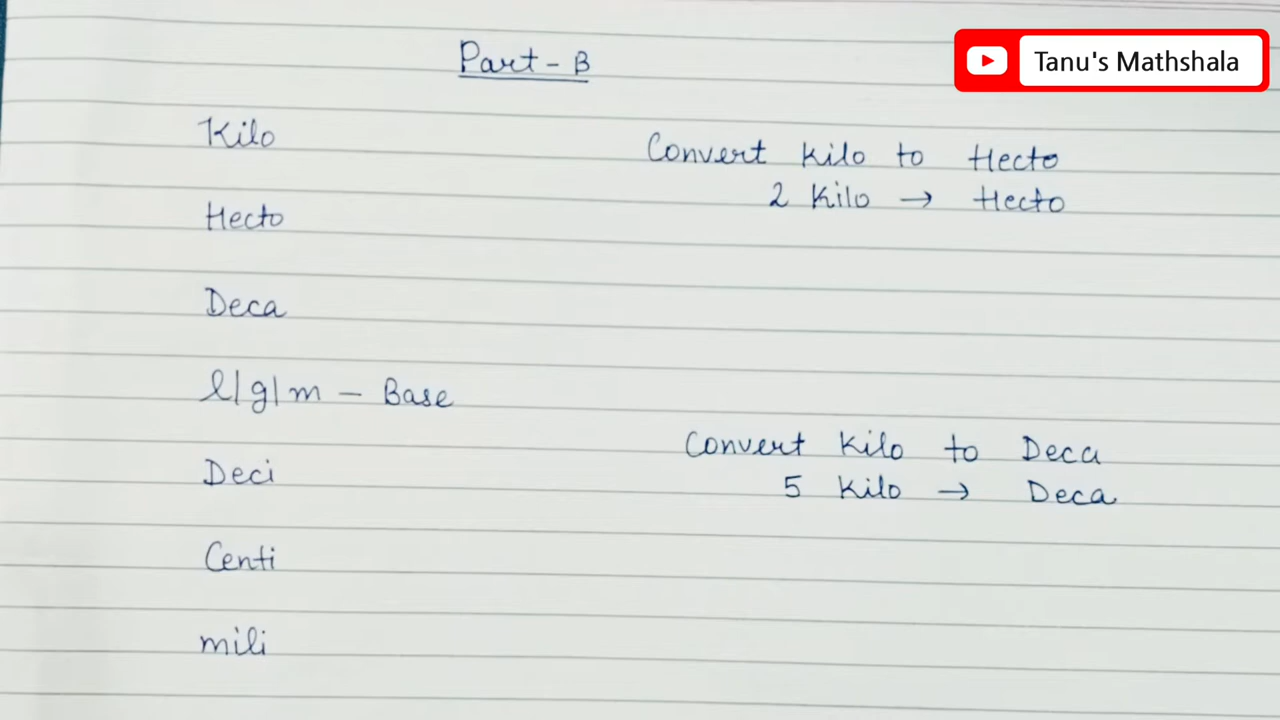 Part - B
Tanu's Mathshala
Kilo
Hecto
Deca
l/g/m - Base
Deci
Centi
mili
Convert Kilo to Hecto
2 Kilo → Hecto
Convert Kilo to Deca
5 Kilo → Deca